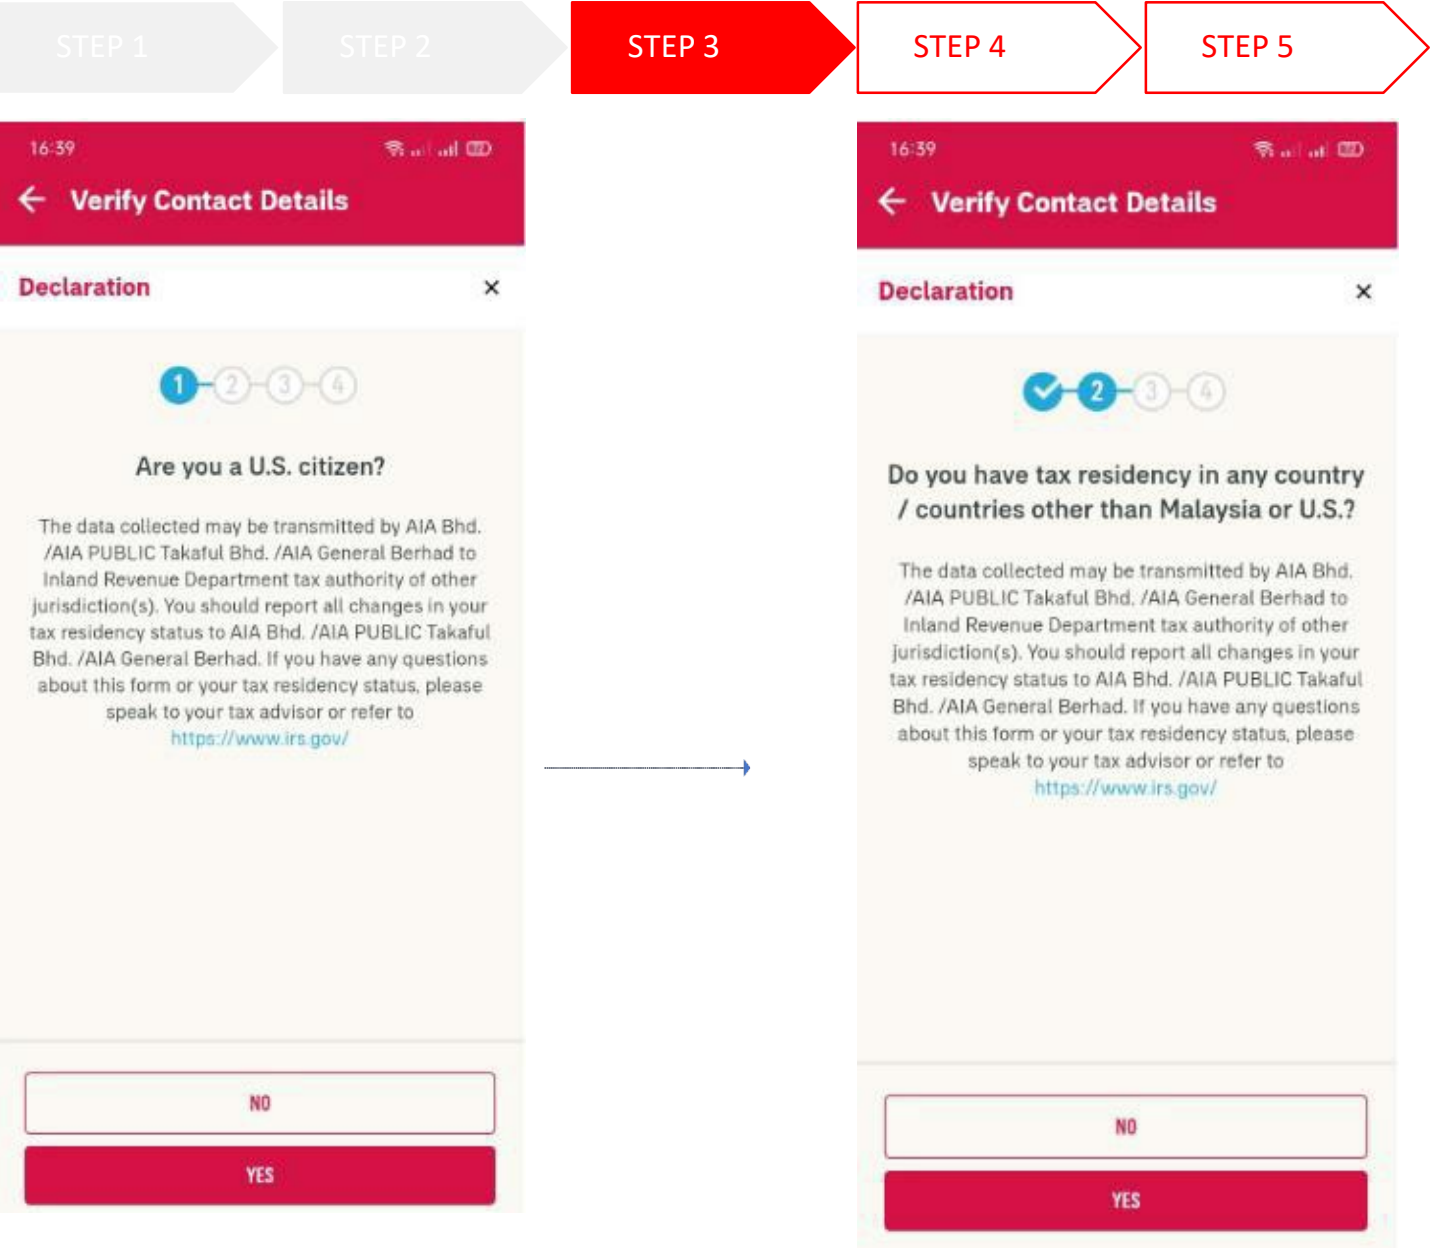 STEP 1
STEP 2
STEP 3
STEP 4
STEP 5
16:39
Verify Contact Details
Declaration
1
2
3
4
Are you a U.S. citizen?
The data collected may be transmitted by AIA Bhd.
/AIA PUBLIC Takaful Bhd. /AIA General Berhad to
Inland Revenue Department tax authority of other
jurisdiction(s). You should report all changes in your
tax residency status to AIA Bhd. /AIA PUBLIC Takaful
Bhd. /AIA General Berhad. If you have any questions
about this form or your tax residency status, please
speak to your tax advisor or refer to
https://www.irs.gov/
NO
YES
16:39
Verify Contact Details
Declaration
2
3
4
Do you have tax residency in any country
/ countries other than Malaysia or U.S.?
The data collected may be transmitted by AIA Bhd.
/AIA PUBLIC Takaful Bhd. /AIA General Berhad to
Inland Revenue Department tax authority of other
jurisdiction(s). You should report all changes in your
tax residency status to AIA Bhd. /AIA PUBLIC Takaful
Bhd. /AIA General Berhad. If you have any questions
about this form or your tax residency status, please
speak to your tax advisor or refer to
https://www.irs.gov/
NO
YES